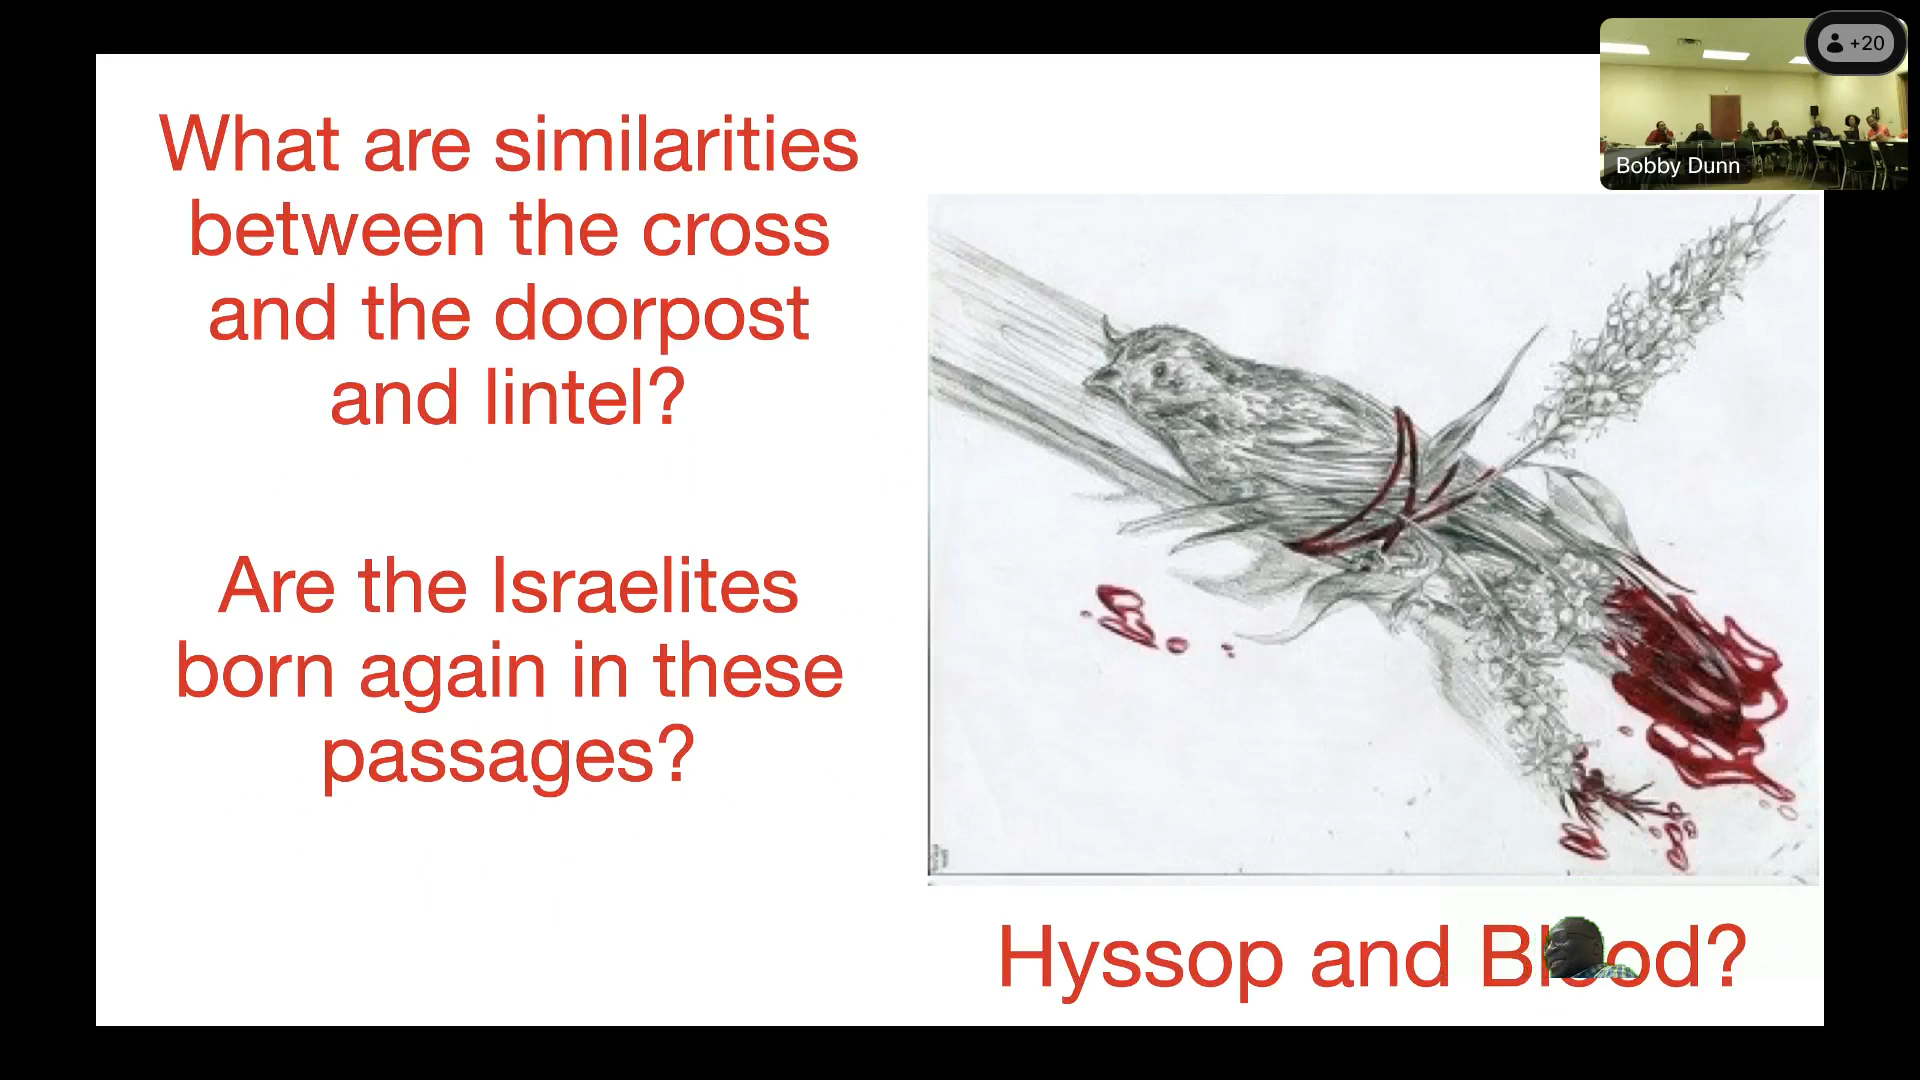 What are similarities
between the cross
and the doorpost
and lintel?
Are the Israelites
born again in these
passages?
Hyssop and Blood?
+20
Bobby Dunn